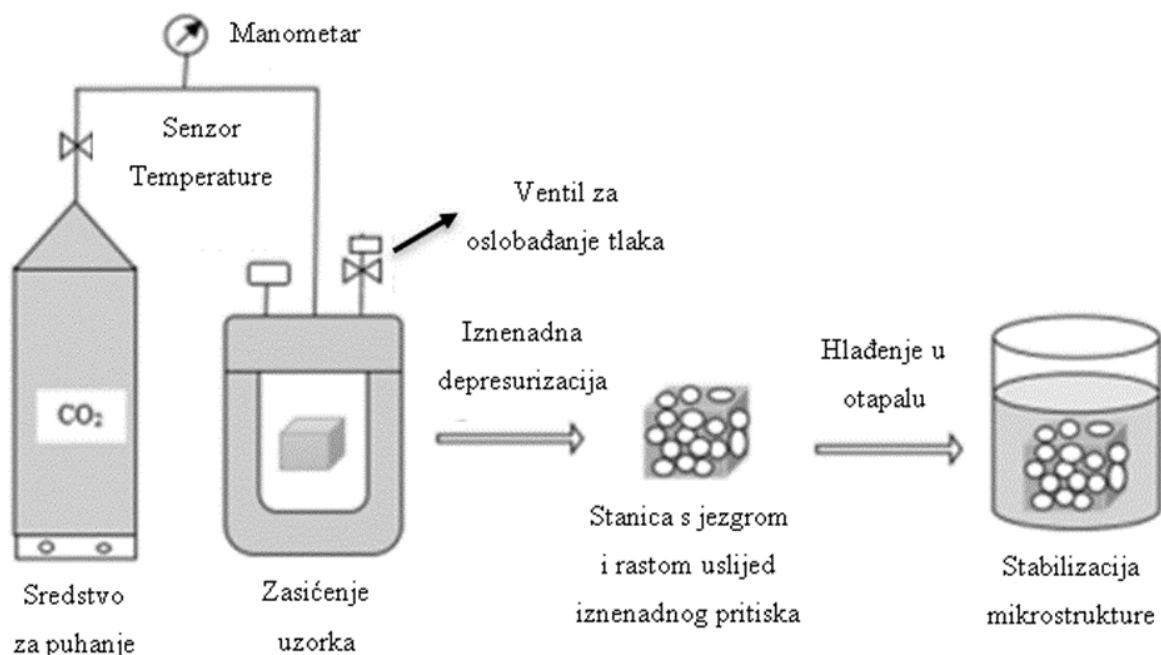 Manometar
Senzor
Temperature
Ventil za
oslobađanje tlaka
Iznenadna
depresurizacija
Hlađenje u
otapalu
CO₂
Stanica s jezgrom
i rastom uslijed
iznenadnog pritiska
Sredstvo
za puhanje
Zasićenje
uzorka
Stabilizacija
mikrostrukture